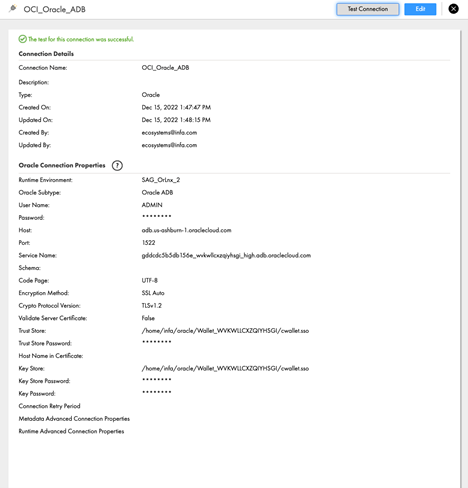 OCI_Oracle_ADB
Test Connection
Edit
The test for this connection was successful.
Connection Details
Connection Name: OCI_Oracle_ADB
Description:
Type: Oracle
Created On: Dec 15, 2022 1:47:47 PM
Updated On: Dec 15, 2022 1:48:15 PM
Created By: ecosystems@infa.com
Updated By: ecosystems@infa.com
Oracle Connection Properties ?
Runtime Environment: SAG_OrLnx_2
Oracle Subtype: Oracle ADB
User Name: ADMIN
Password: ********
Host: adb.us-ashburn-1.oraclecloud.com
Port: 1522
Service Name: gddcdc5b5db156e_wvkwllcxzqiyhsgi_high.adb.oraclecloud.com
Schema:
Code Page: UTF-8
Encryption Method: SSL Auto
Crypto Protocol Version: TLSv1.2
Validate Server Certificate: False
Trust Store: /home/infa/oracle/Wallet_WVKWLLCXZQIYHSGI/cwallet.sso
Trust Store Password: ********
Host Name in Certificate:
Key Store: /home/infa/oracle/Wallet_WVKWLLCXZQIYHSGI/cwallet.sso
Key Store Password: ********
Key Password: ********
Connection Retry Period
Metadata Advanced Connection Properties
Runtime Advanced Connection Properties